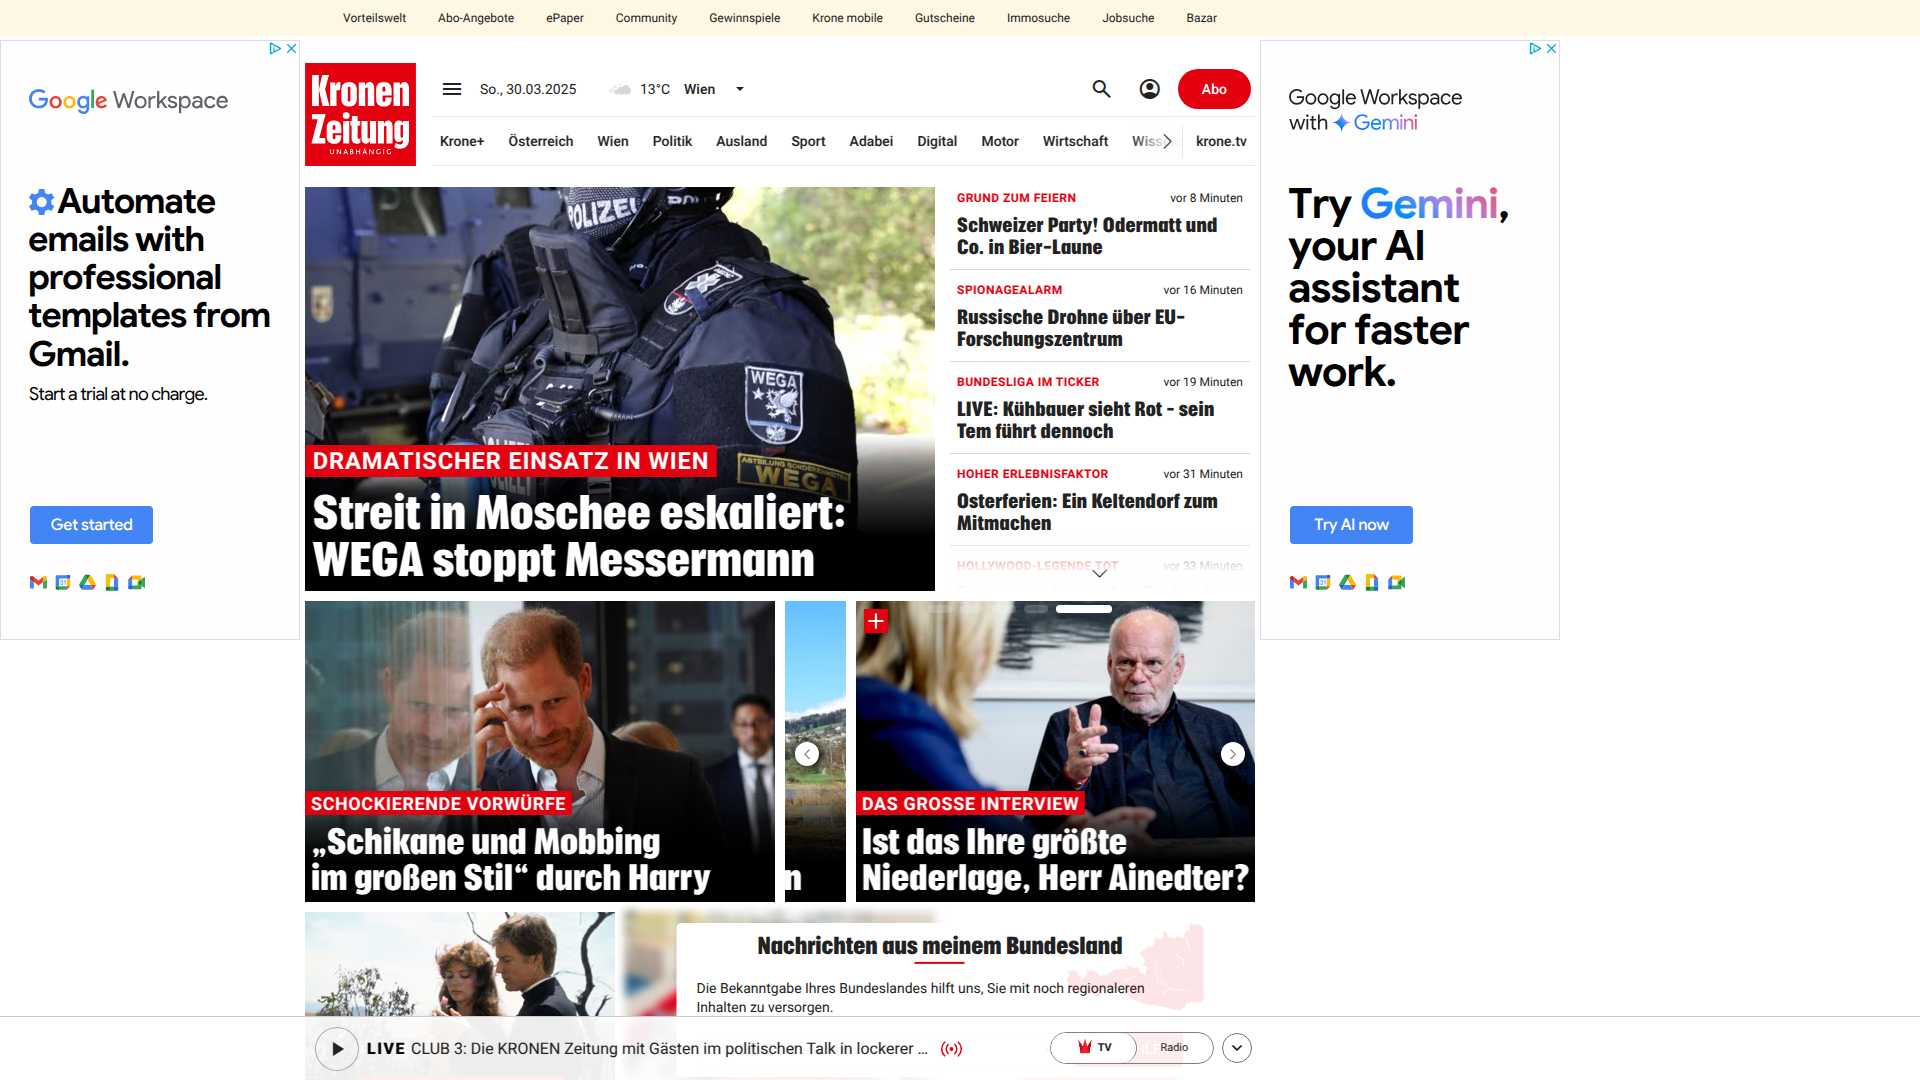 Vorteilswelt Abo-Angebote ePaper Community Gewinnspiele Krone mobile Gutscheine Immosuche Jobsuche Bazar
Google Workspace
Automate
emails with
professional
templates from
Gmail.
Start a trial at no charge.
Get started
Kronen
Zeitung
UNABHÄNGIG
So., 30.03.2025 13°C Wien
Abo
Krone+ Österreich Wien Politik Ausland Sport Adabei Digital Motor Wirtschaft Wiss krone.tv
POLIZEI
WEGA
WEGA
DRAMATISCHER EINSATZ IN WIEN
Streit in Moschee eskaliert:
WEGA stoppt Messermann
GRUND ZUM FEIERN vor 8 Minuten
Schweizer Party! Odermatt und
Co. in Bier-Laune
SPIONAGEALARM vor 16 Minuten
Russische Drohne über EU-
Forschungszentrum
BUNDESLIGA IM TICKER vor 19 Minuten
LIVE: Kühbauer sieht Rot - sein
Tem führt dennoch
HOHER ERLEBNISFAKTOR vor 31 Minuten
Osterferien: Ein Keltendorf zum
Mitmachen
HOLLYWOOD-LEGENDE TOT vor 33 Minuten
SCHOCKIERENDE VORWÜRFE
„Schikane und Mobbing
im großen Stil“ durch Harry
n
DAS GROSSE INTERVIEW
Ist das Ihre größte
Niederlage, Herr Ainedter?
Nachrichten aus meinem Bundesland
Die Bekanntgabe Ihres Bundeslandes hilft uns, Sie mit noch regionaleren
Inhalten zu versorgen.
LIVE CLUB 3: Die KRONEN Zeitung mit Gästen im politischen Talk in lockerer ...
TV Radio
Google Workspace
with Gemini
Try Gemini,
your AI
assistant
for faster
work.
Try AI now